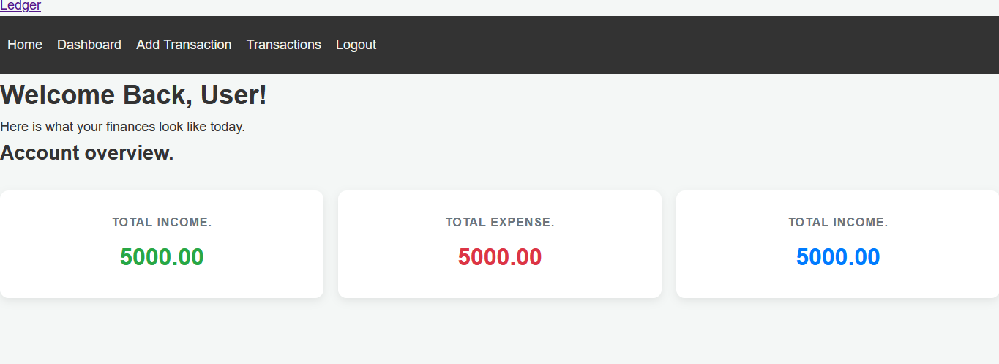 Ledger
Home Dashboard Add Transaction Transactions Logout
Welcome Back, User!
Here is what your finances look like today.
Account overview.
TOTAL INCOME. TOTAL EXPENSE. TOTAL INCOME.
5000.00 5000.00 5000.00